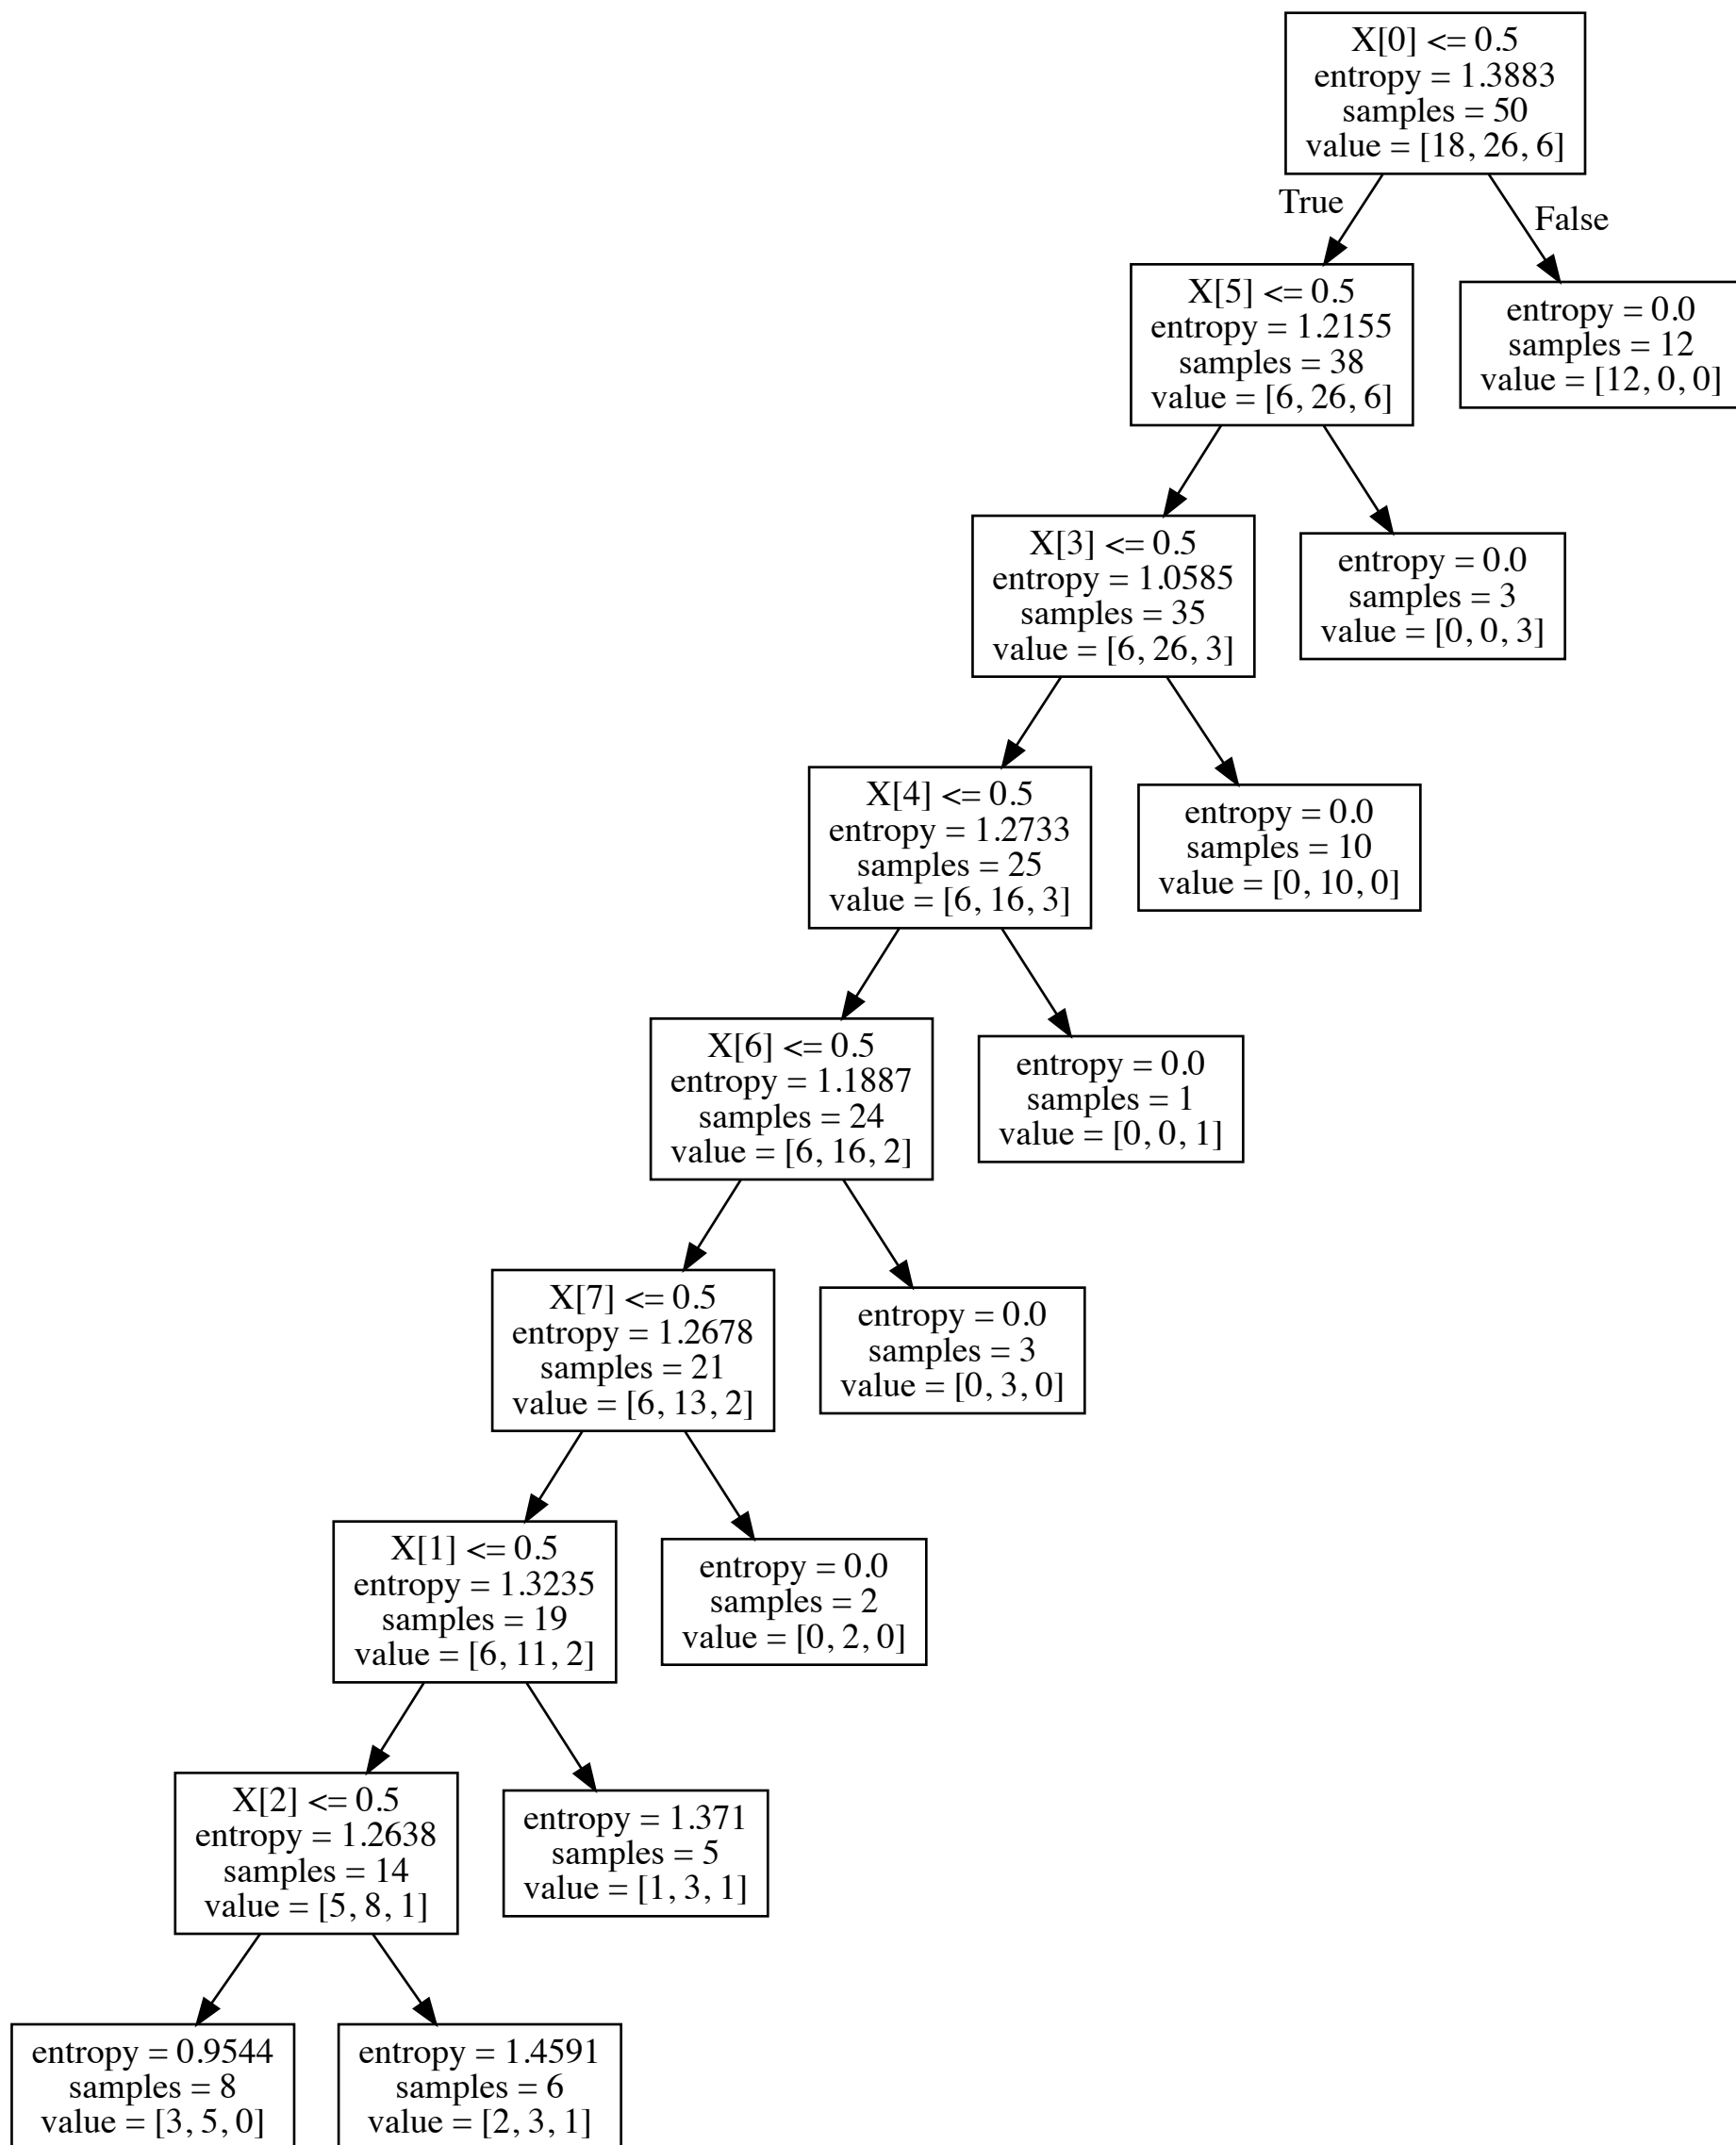 X[0] <= 0.5
entropy = 1.3883
samples = 50
value = [18, 26, 6]
True
False
X[5] <= 0.5
entropy = 1.2155
samples = 38
value = [6, 26, 6]
entropy = 0.0
samples = 12
value = [12, 0, 0]
X[3] <= 0.5
entropy = 1.0585
samples = 35
value = [6, 26, 3]
entropy = 0.0
samples = 3
value = [0, 0, 3]
X[4] <= 0.5
entropy = 1.2733
samples = 25
value = [6, 16, 3]
entropy = 0.0
samples = 10
value = [0, 10, 0]
X[6] <= 0.5
entropy = 1.1887
samples = 24
value = [6, 16, 2]
entropy = 0.0
samples = 1
value = [0, 0, 1]
X[7] <= 0.5
entropy = 1.2678
samples = 21
value = [6, 13, 2]
entropy = 0.0
samples = 3
value = [0, 3, 0]
X[1] <= 0.5
entropy = 1.3235
samples = 19
value = [6, 11, 2]
entropy = 0.0
samples = 2
value = [0, 2, 0]
X[2] <= 0.5
entropy = 1.2638
samples = 14
value = [5, 8, 1]
entropy = 1.371
samples = 5
value = [1, 3, 1]
entropy = 0.9544
samples = 8
value = [3, 5, 0]
entropy = 1.4591
samples = 6
value = [2, 3, 1]